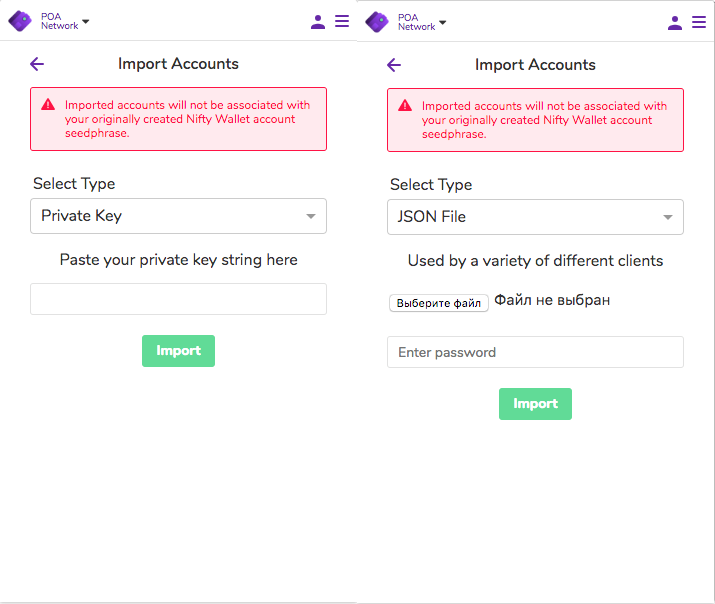 POA
Network
Import Accounts
Imported accounts will not be associated with
your originally created Nifty Wallet account
seedphrase.
Select Type
Private Key
Paste your private key string here
Import
POA
Network
Import Accounts
Imported accounts will not be associated with
your originally created Nifty Wallet account
seedphrase.
Select Type
JSON File
Used by a variety of different clients
Выберите файл Файл не выбран
Enter password
Import